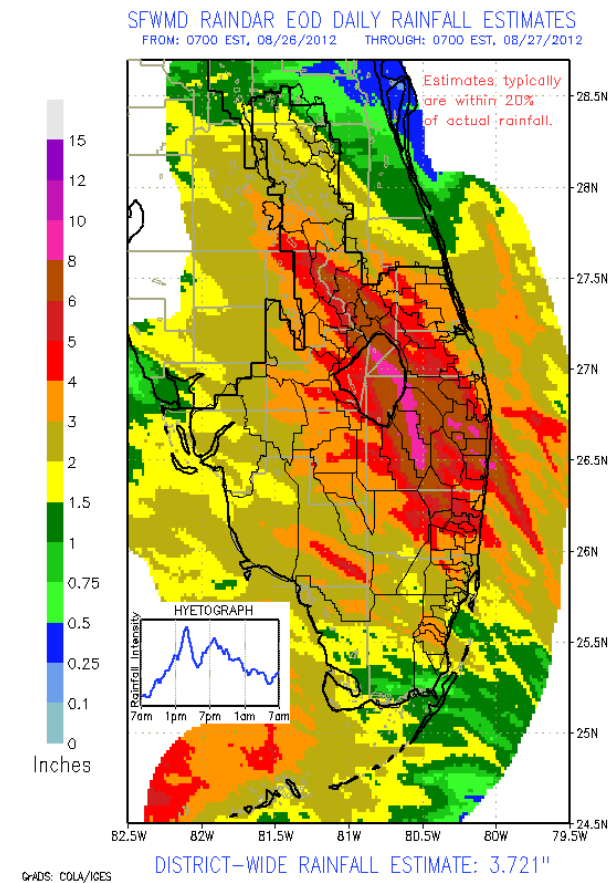 SFWMD RAINDAR EOD DAILY RAINFALL ESTIMATES
FROM: 0700 EST, 08/26/2012 THROUGH: 0700 EST, 08/27/2012
Estimates typically
are within 20%
of actual rainfall.
15
12
10
8
6
5
4
3
2
1.5
1
0.75
0.5
0.25
0.1
0
Inches
28.5N
28N
27.5N
27N
26.5N
26N
25.5N
25N
24.5N
HYETOGRAPH
Rainfall Intensity
7am 1pm 7pm 1am 7am
82.5W 82W 81.5W 81W 80.5W 80W 79.5W
DISTRICT-WIDE RAINFALL ESTIMATE: 3.721"
GrADS: COLA/IGES